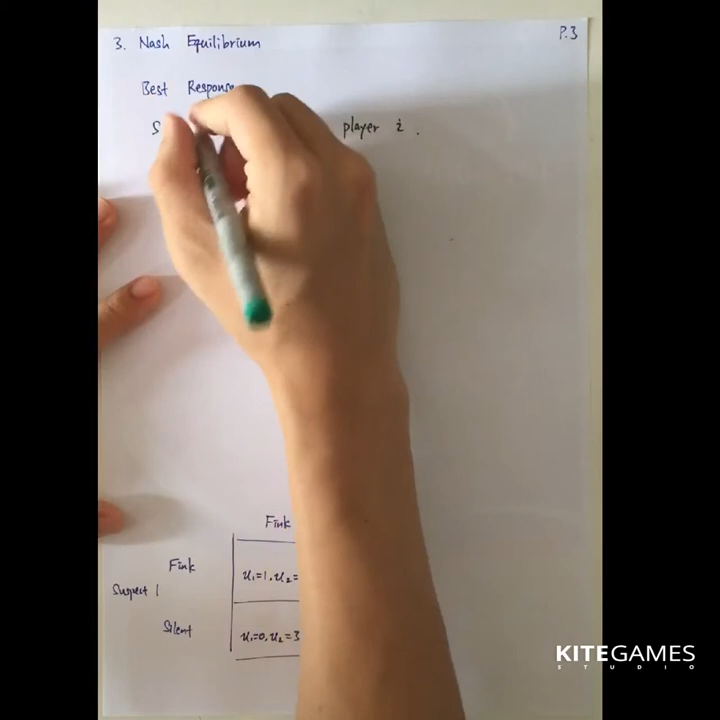 3. Nash Equilibrium
P.3
Best Response
S
player i .
Fink
Fink
u₁=1, u₂=
Suspect 1
Silent
u₁=0, u₂=3
KITEGAMES
STUDIO